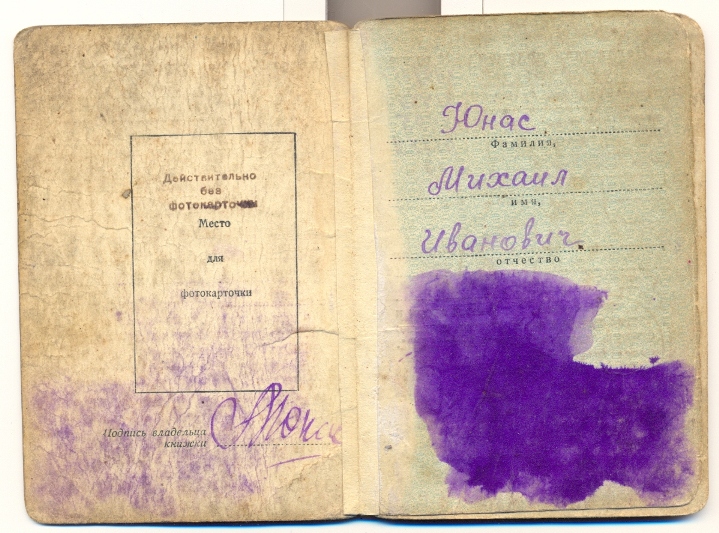 Действительно
без
фотокарточки
Место
для
фотокарточки
Подпись владельца
книжки
Юнас
Фамилия,
Михаил
имя,
Иванович
отчество